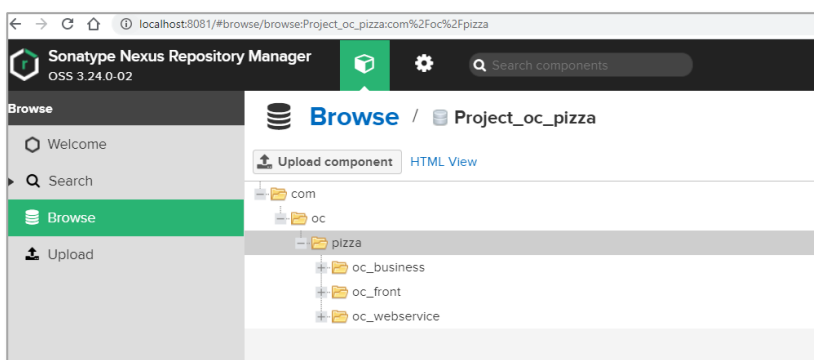 localhost:8081/#browse/browse:Project_oc_pizza:com%2Foc%2Fpizza
Sonatype Nexus Repository Manager
OSS 3.24.0-02
Search components
Browse
Welcome
Search
Browse
Upload
Browse / Project_oc_pizza
Upload component HTML View
com
oc
pizza
oc_business
oc_front
oc_webservice